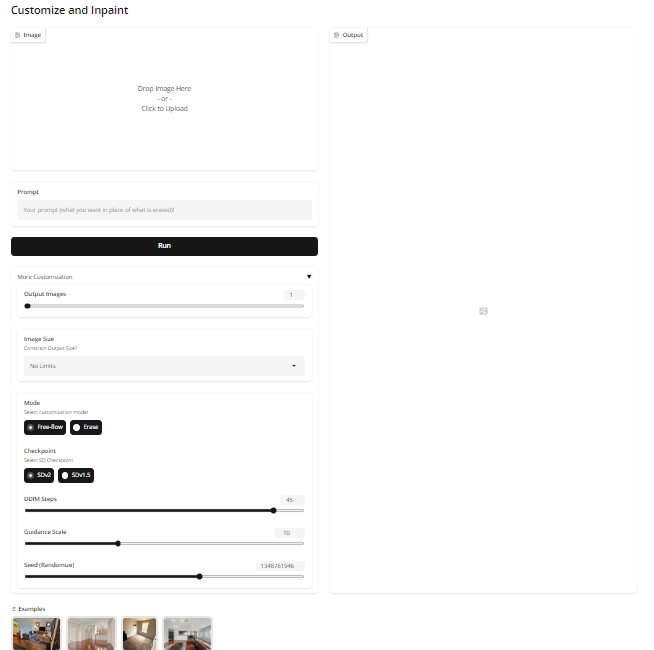 Customize and Inpaint
Image
Drop Image Here
- or -
Click to Upload
Prompt
Your prompt (what you want in place of what is erased)!
Run
More Customization
Output Images
1
Image Size
Constrain Output Size?
No Limits
Mode
Select customization model
Free-flow
Erase
Checkpoint
Select SD Checkpoint
SDv2
SDv1.5
DDIM Steps
45
Guidance Scale
10
Seed (Randomize)
1348761946
Output
Examples